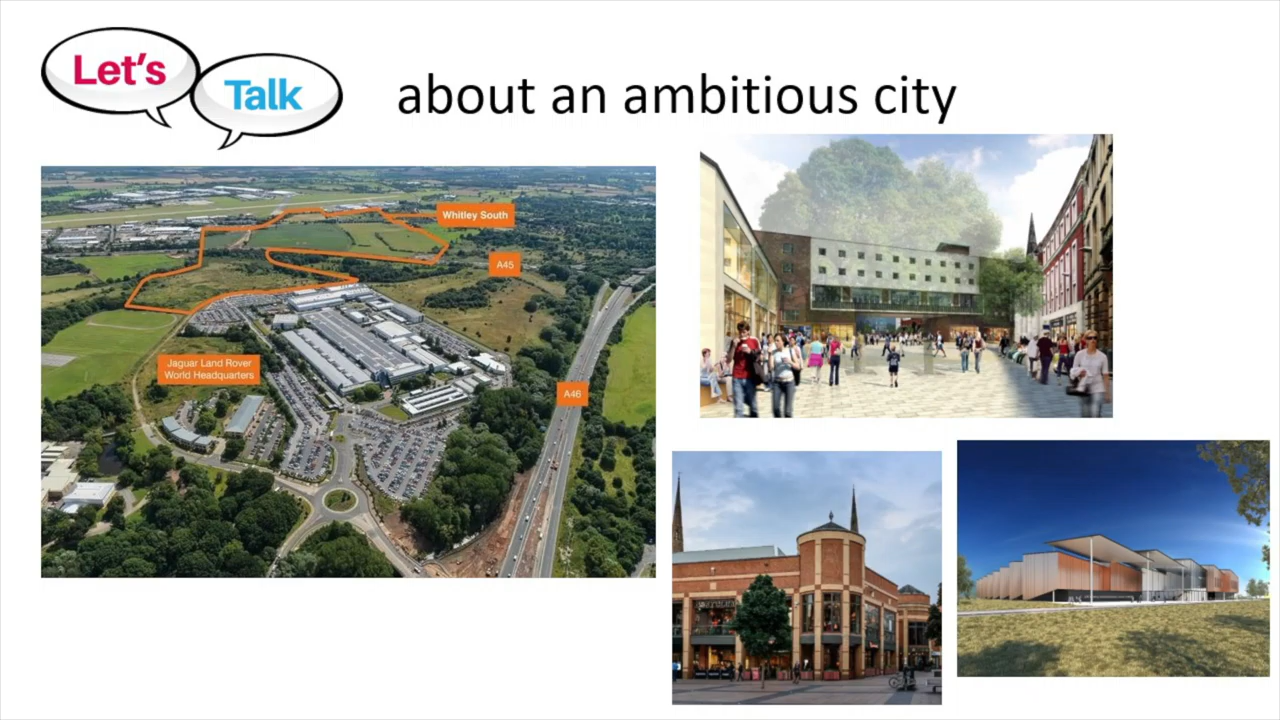 Let's
Talk
about an ambitious city
Whitley South
A45
Jaguar Land Rover
World Headquarters
A46